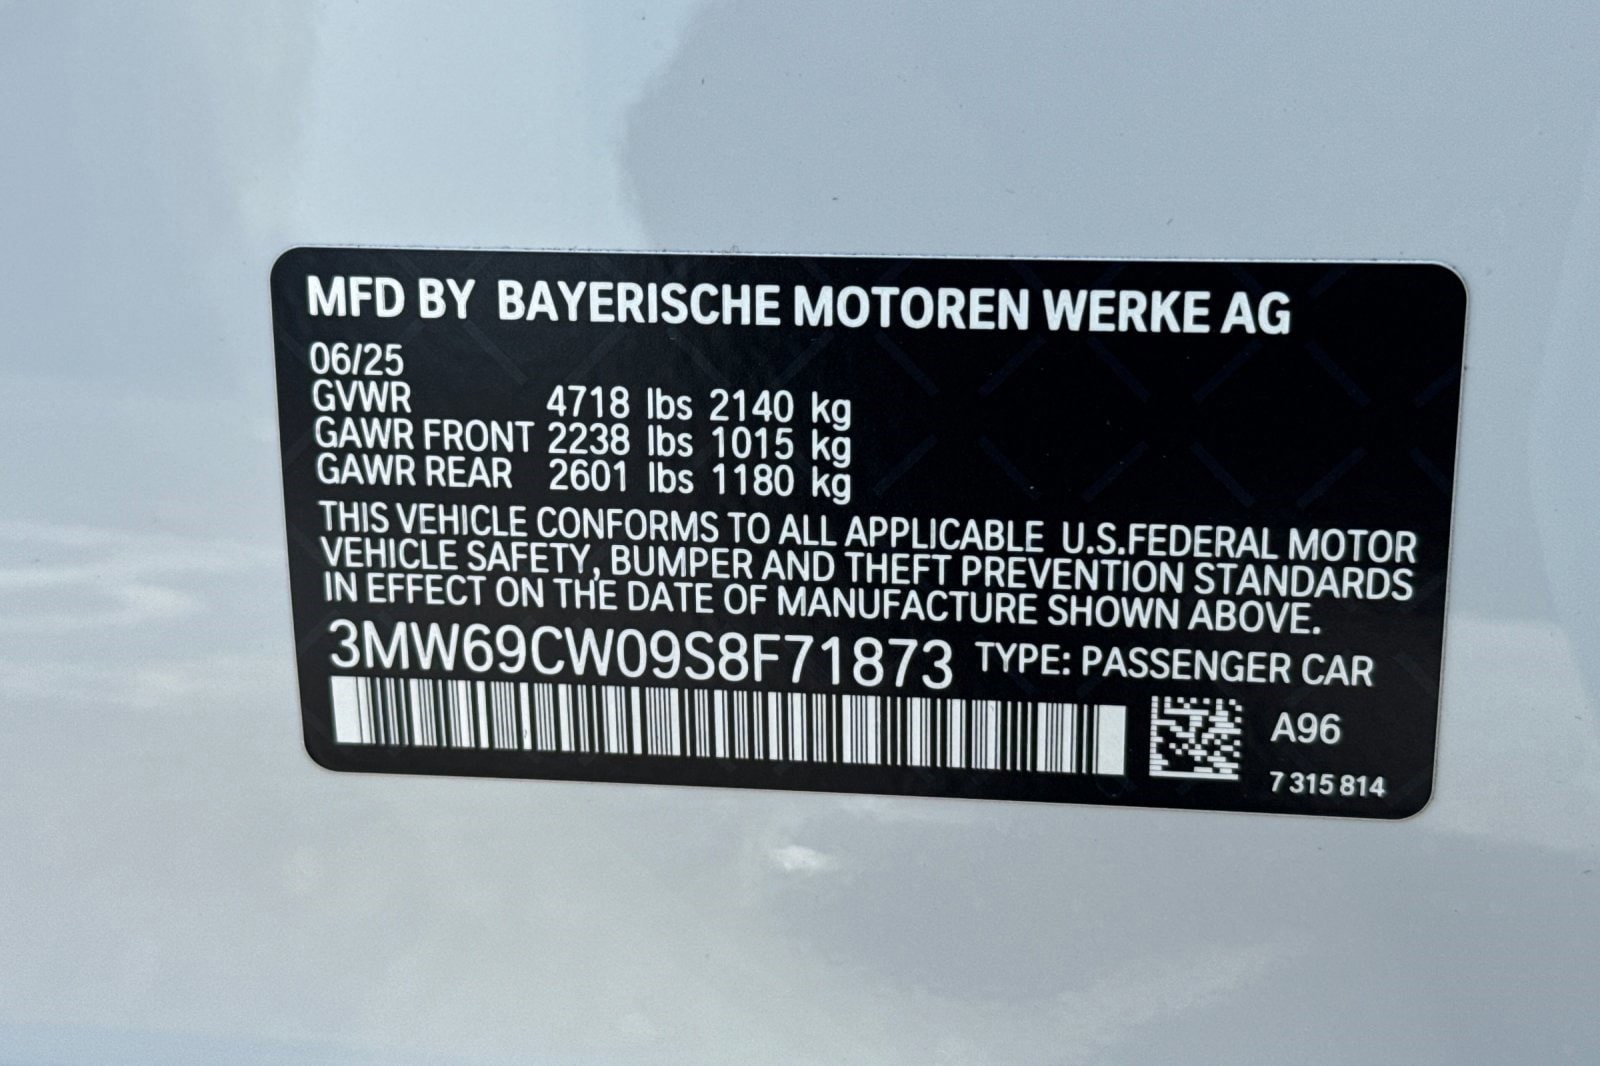 MFD BY BAYERISCHE MOTOREN WERKE AG
06/25
GVWR 4718 lbs 2140 kg
GAWR FRONT 2238 lbs 1015 kg
GAWR REAR 2601 lbs 1180 kg
THIS VEHICLE CONFORMS TO ALL APPLICABLE U.S.FEDERAL MOTOR
VEHICLE SAFETY, BUMPER AND THEFT PREVENTION STANDARDS
IN EFFECT ON THE DATE OF MANUFACTURE SHOWN ABOVE.
3MW69CW09S8F71873 TYPE: PASSENGER CAR
A96
7 315 814